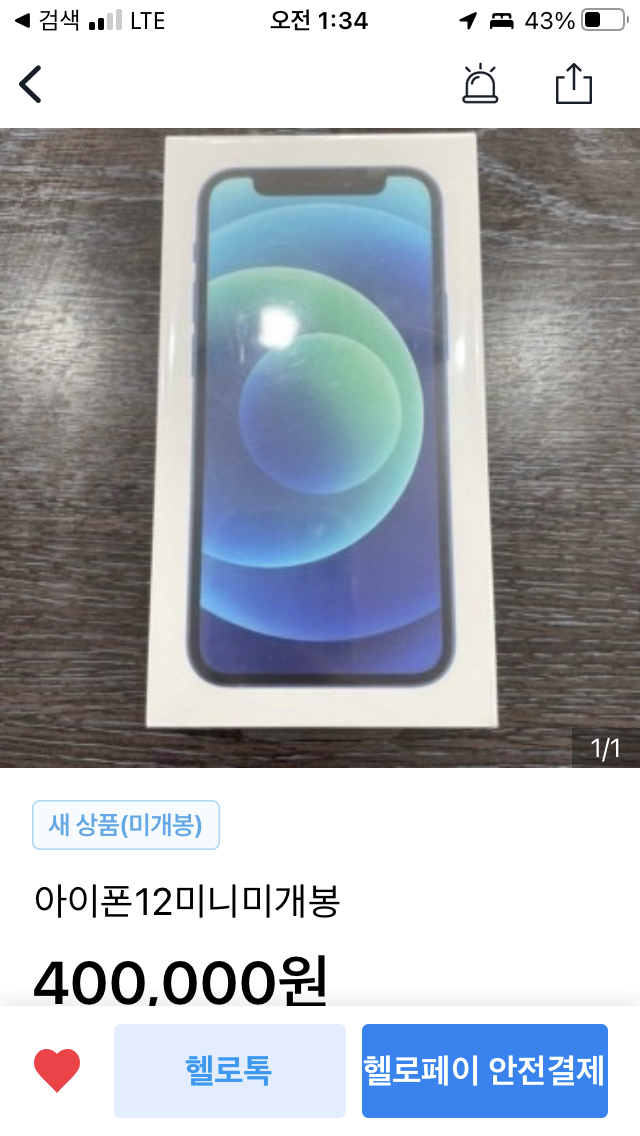 ◀ 검색 LTE 오전 1:34 43%
1/1
새 상품(미개봉)
아이폰12미니미개봉
400,000원
헬로톡 헬로페이 안전결제